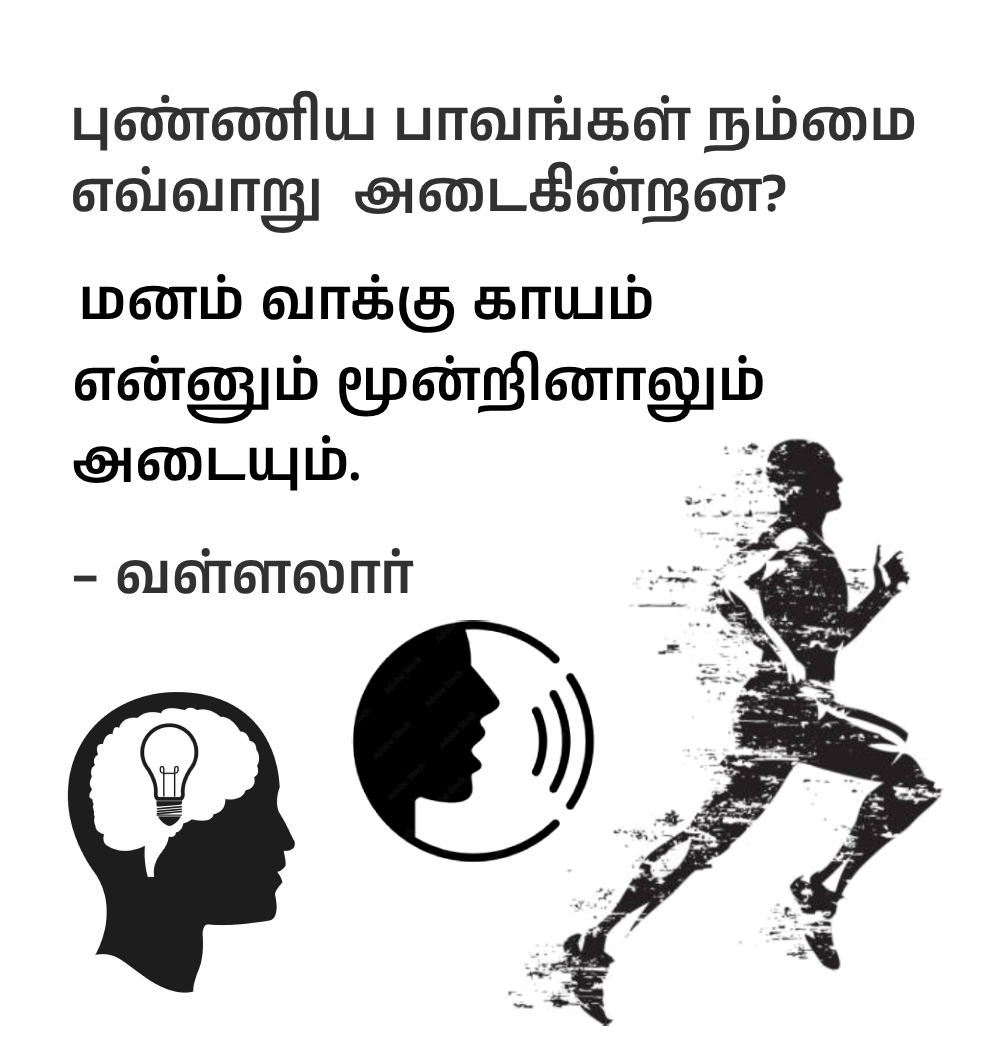 புண்ணிய பாவங்கள் நம்மை
எவ்வாறு அடைகின்றன?
மனம் வாக்கு காயம்
என்னும் மூன்றினாலும்
அடையும்.
– வள்ளலார்